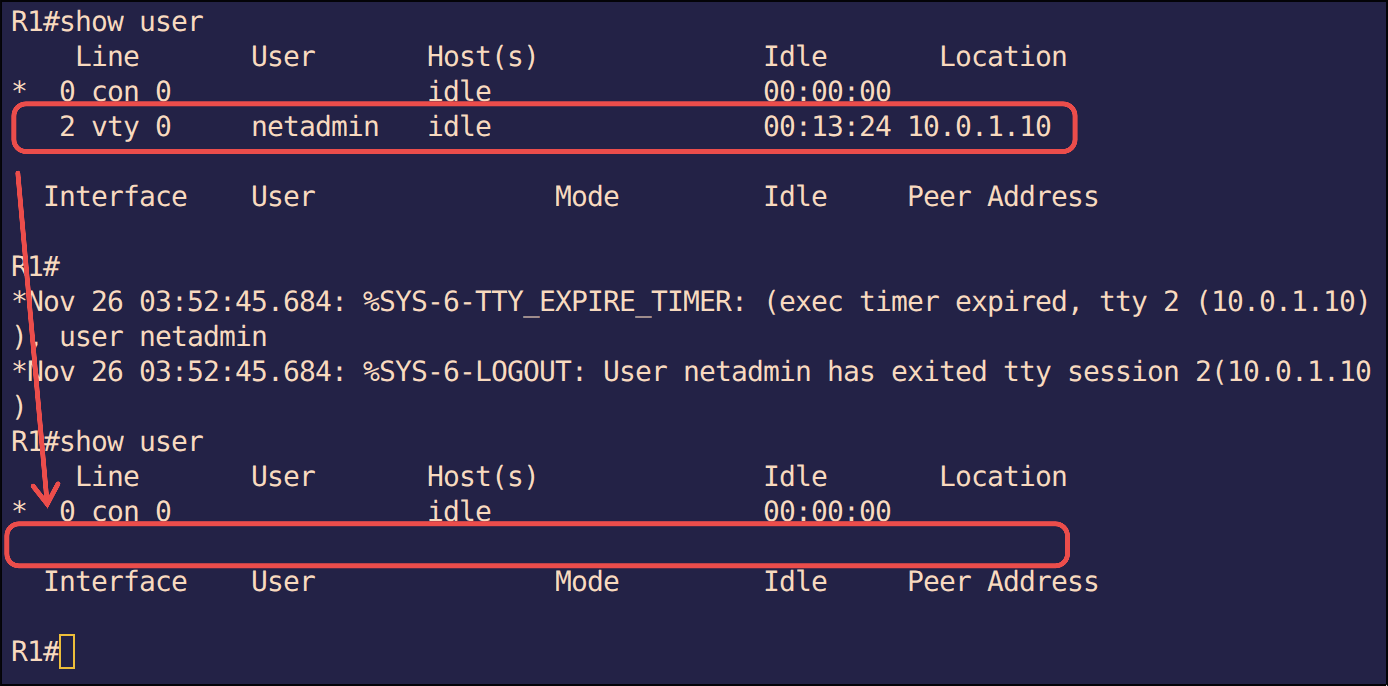 R1#show user
    Line       User       Host(s)              Idle       Location
*  0 con 0                idle                 00:00:00
   2 vty 0     netadmin   idle                 00:13:24 10.0.1.10
  Interface    User               Mode         Idle     Peer Address
R1#
*Nov 26 03:52:45.684: %SYS-6-TTY_EXPIRE_TIMER: (exec timer expired, tty 2 (10.0.1.10)
), user netadmin
*Nov 26 03:52:45.684: %SYS-6-LOGOUT: User netadmin has exited tty session 2(10.0.1.10
)
R1#show user
    Line       User       Host(s)              Idle       Location
*  0 con 0                idle                 00:00:00
  Interface    User               Mode         Idle     Peer Address
R1#